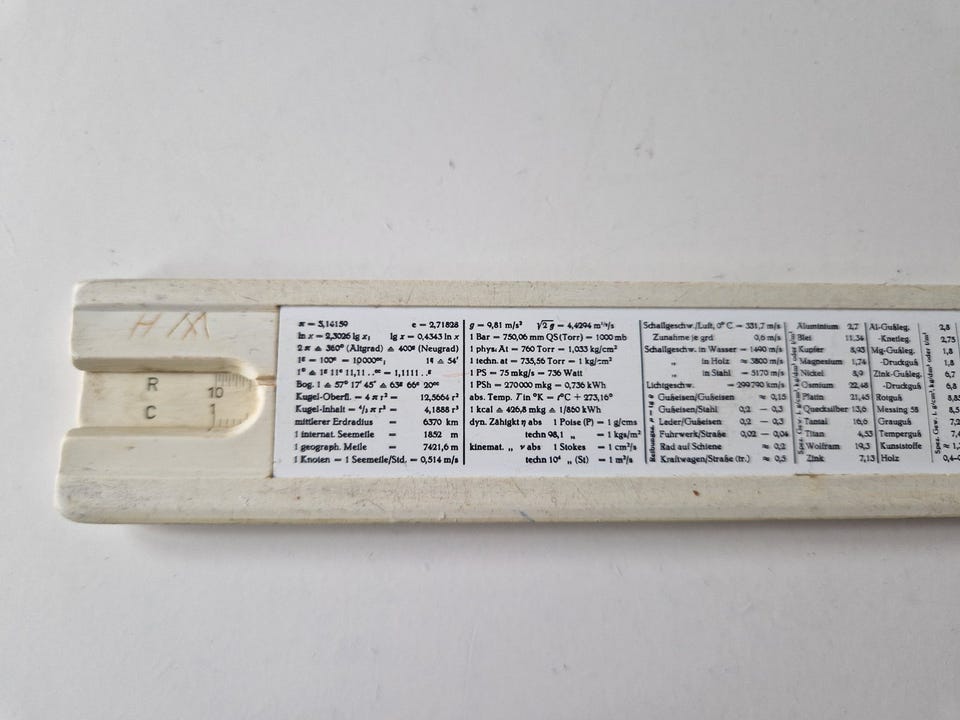 HM
R
10
C
1
π = 3,14159 e = 2,71828
ln x = 2,3026 lg x; lg x = 0,4343 ln x
2 π ≙ 360° (Altgrad) ≙ 400ᵍ (Neugrad)
1ᵍ = 100ᶜ = 10000ᶜᶜ; 1ᵍ ≙ 54'
1ᵍ ≙ 1ᵍ 11ᶜ 11,11..ᶜᶜ = 1,1111..ᵍ
Bog. 1 ≙ 57° 17' 45" ≙ 63ᵍ 66ᶜ 20ᶜᶜ
Kugel-Oberfl. = 4 π r² = 12,5664 r²
Kugel-Inhalt = ⁴/₃ π r³ = 4,1888 r³
mittlerer Erdradius = 6370 km
1 internat. Seemeile = 1852 m
1 geograph. Meile = 7421,6 m
1 Knoten = 1 Seemeile/Std. = 0,514 m/s
g = 9,81 m/s² √2 g = 4,4294 m^½/s
1 Bar = 750,06 mm QS (Torr) = 1000 mb
1 phys. At = 760 Torr = 1,033 kg/cm²
1 techn. at = 735,56 Torr = 1 kg/cm²
1 PS = 75 mkg/s = 736 Watt
1 PSh = 270000 mkg = 0,736 kWh
abs. Temp. T in °K = t°C + 273,16°
1 kcal ≙ 426,8 mkg ≙ 1/860 kWh
dyn. Zähigkt η abs 1 Poise (P) = 1 g/cms
techn 98,1 „ = 1 kgs/m²
kinemat. „ ν abs 1 Stokes = 1 cm²/s
techn 10⁴ „ (St) = 1 m²/s
Schallgeschw./Luft, 0° C = 331,7 m/s
Zunahme je grd 0,6 m/s
Schallgeschw. in Wasser = 1490 m/s
„ in Holz ≈ 3800 m/s
„ in Stahl = 5170 m/s
Lichtgeschw. = 299790 km/s
Gußeisen/Gußeisen ≈ 0,15
Gußeisen/Stahl 0,2 – 0,3
Leder/Gußeisen 0,2 – 0,3
Fuhrwerk/Straße 0,02 – 0,04
Rad auf Schiene ≈ 0,2
Kraftwagen/Straße (tr.) ≈ 0,5
Aluminium 2,7
Blei 11,34
Kupfer 8,93
Magnesium 1,74
Nickel 8,9
Osmium 22,48
Platin 21,45
Quecksilber 13,6
Tantal 16,6
Titan 4,53
Wolfram 19,3
Zink 7,13
Al-Gußleg. 2,8
-Knetleg. 2,75
Mg-Gußleg. 1,8
-Druckguß 1,8
Zink-Gußleg. 6,7
-Druckguß 6,8
Rotguß
Messing 58
Grauguß
Temperguß
Kunststoffe
Holz